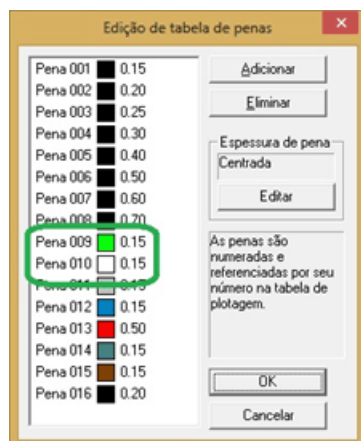 Edição de tabela de penas
Pena 001 0.15
Pena 002 0.20
Pena 003 0.25
Pena 004 0.30
Pena 005 0.40
Pena 006 0.50
Pena 007 0.60
Pena 008 0.70
Pena 009 0.15
Pena 010 0.15
Pena 011 0.15
Pena 012 0.15
Pena 013 0.50
Pena 014 0.15
Pena 015 0.15
Pena 016 0.20
Adicionar
Eliminar
Espessura de pena
Centrada
Editar
As penas são
numeradas e
referenciadas por seu
número na tabela de
plotagem.
OK
Cancelar